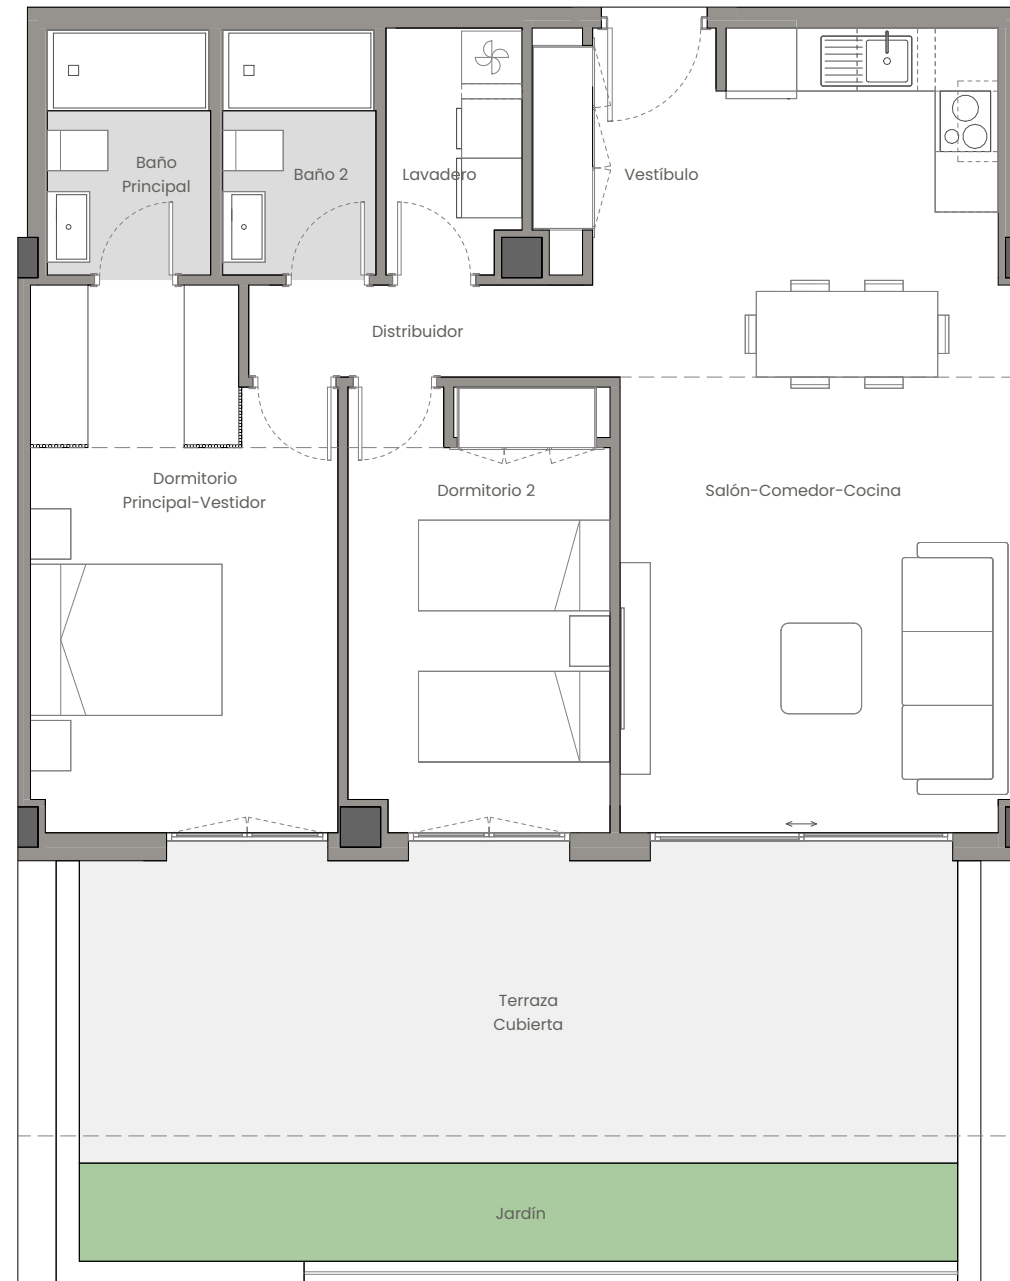 Baño
Principal
Baño 2
Lavadero
Vestíbulo
Distribuidor
Dormitorio
Principal-Vestidor
Dormitorio 2
Salón-Comedor-Cocina
Terraza
Cubierta
Jardín